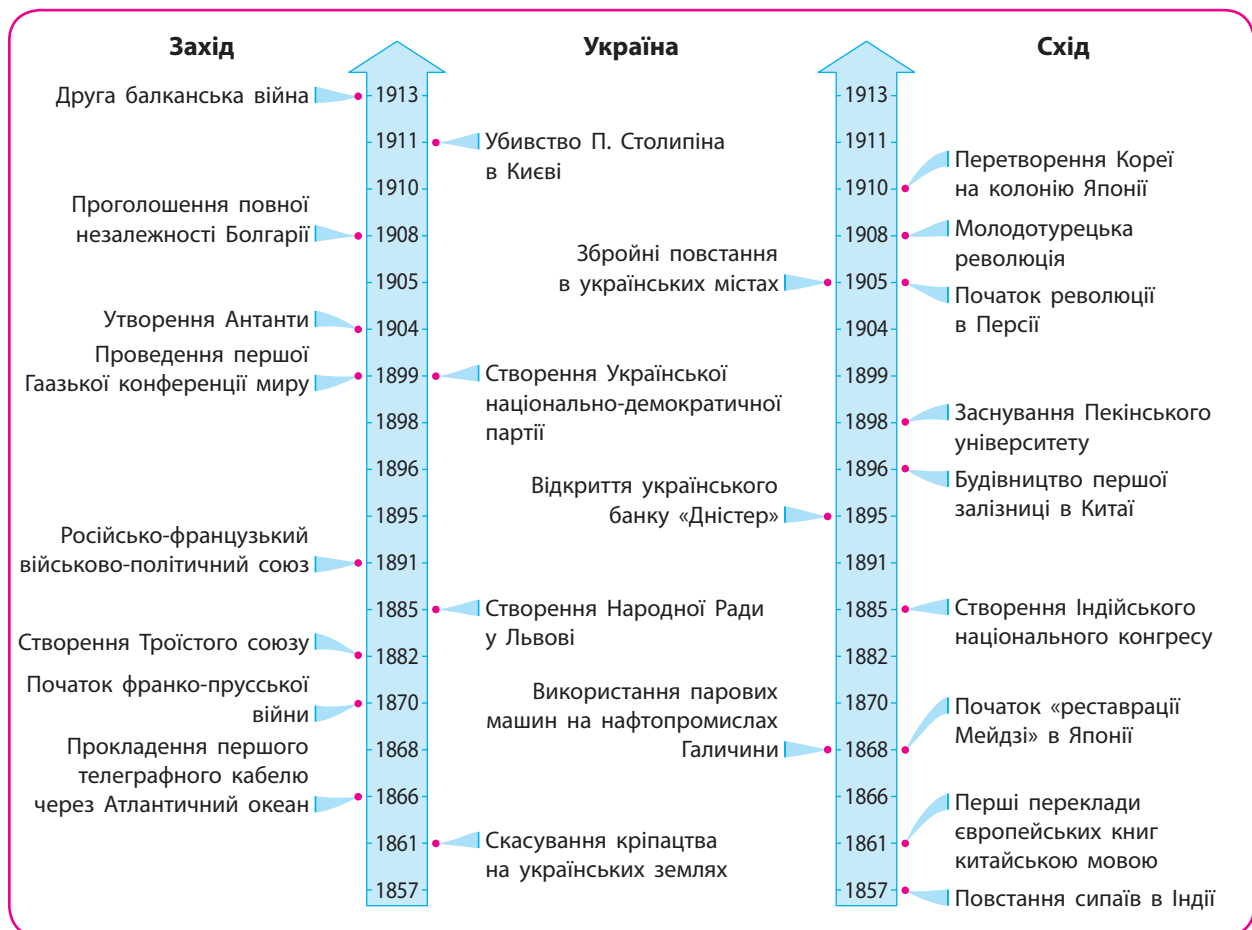 Захід
Україна
Схід
Друга балканська війна
Проголошення повної
незалежності Болгарії
Утворення Антанти
Проведення першої
Гаазької конференції миру
Російсько-французький
військово-політичний союз
Створення Троїстого союзу
Початок франко-прусської
війни
Прокладення першого
телеграфного кабелю
через Атлантичний океан
1913
1911
1910
1908
1905
1904
1899
1898
1896
1895
1891
1885
1882
1870
1868
1866
1861
1857
Убивство П. Столипіна
в Києві
Збройні повстання
в українських містах
Створення Української
національно-демократичної
партії
Відкриття українського
банку «Дністер»
Створення Народної Ради
у Львові
Використання парових
машин на нафтопромислах
Галичини
Скасування кріпацтва
на українських землях
1913
1911
1910
1908
1905
1904
1899
1898
1896
1895
1891
1885
1882
1870
1868
1866
1861
1857
Перетворення Кореї
на колонію Японії
Молодотурецька
революція
Початок революції
в Персії
Заснування Пекінського
університету
Будівництво першої
залізниці в Китаї
Створення Індійського
національного конгресу
Початок «реставрації
Мейдзі» в Японії
Перші переклади
європейських книг
китайською мовою
Повстання сипаїв в Індії